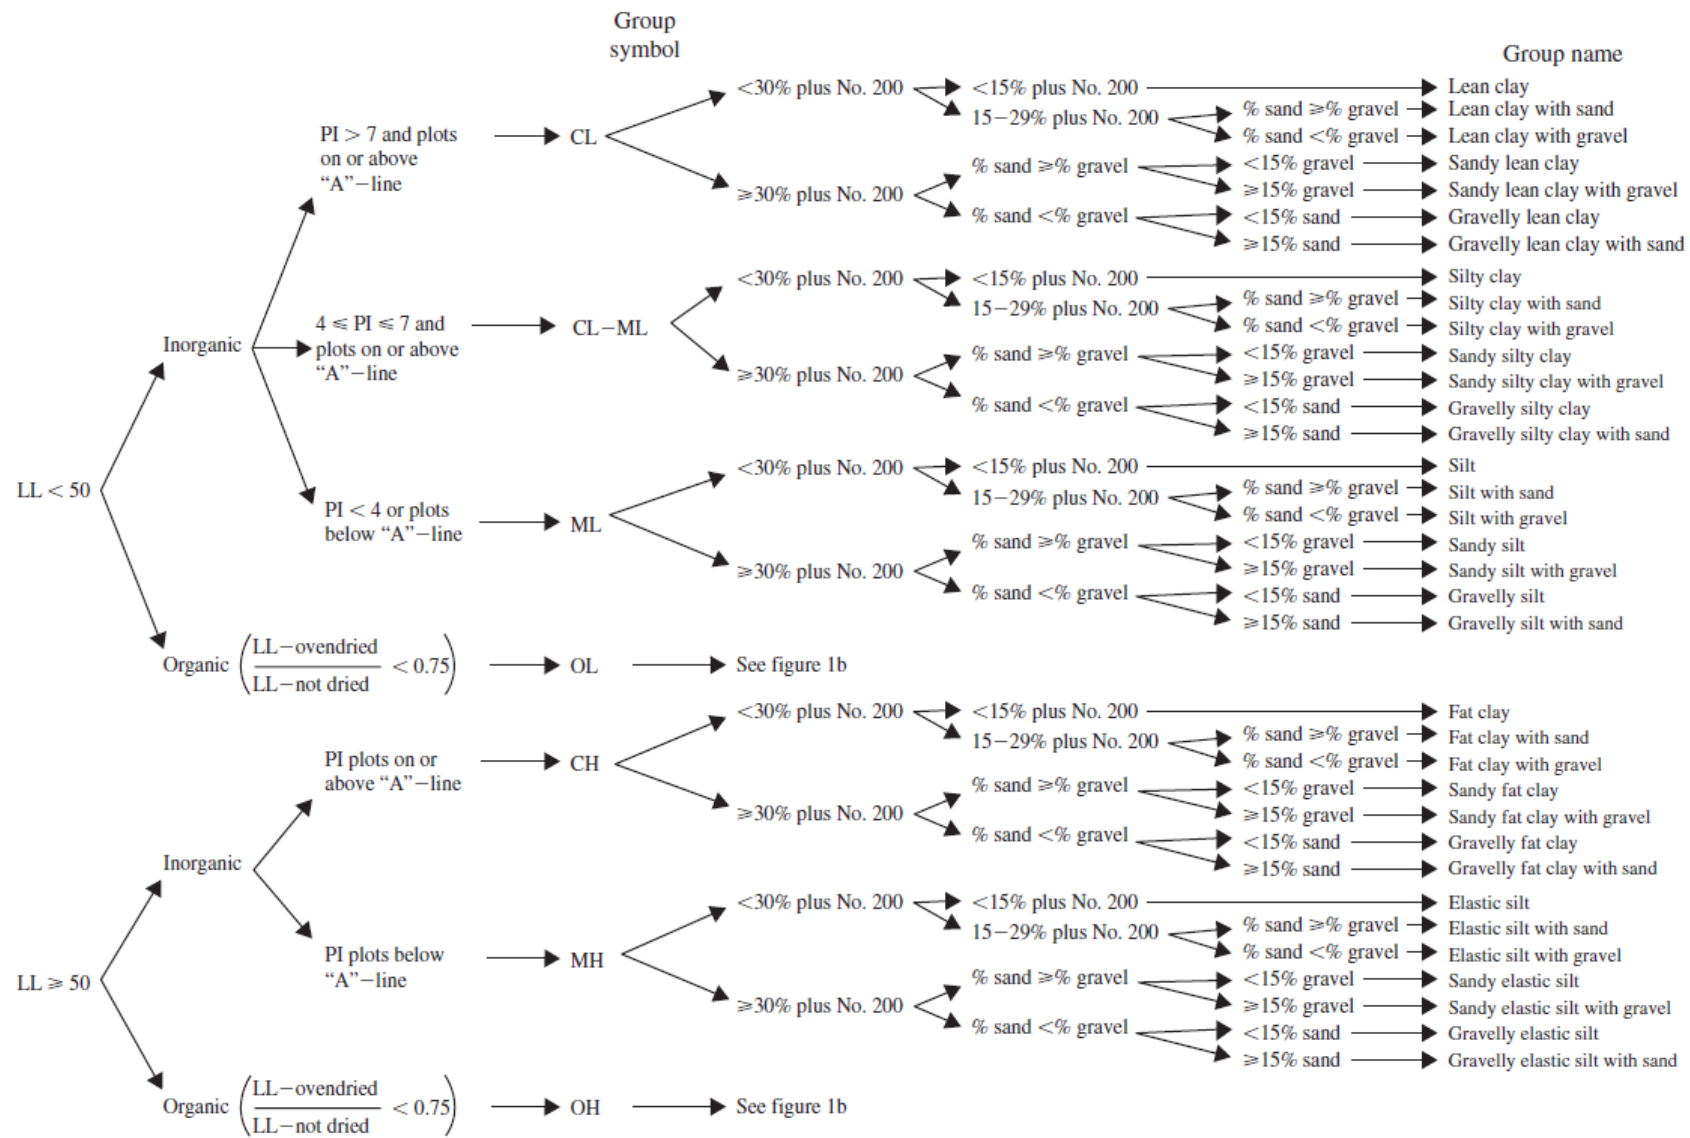 Group
symbol
Group name
LL < 50
Inorganic
PI > 7 and plots
on or above
“A”−line
CL
<30% plus No. 200
<15% plus No. 200
Lean clay
15−29% plus No. 200
% sand ⩾% gravel
Lean clay with sand
% sand <% gravel
Lean clay with gravel
⩾30% plus No. 200
% sand ⩾% gravel
<15% gravel
Sandy lean clay
⩾15% gravel
Sandy lean clay with gravel
% sand <% gravel
<15% sand
Gravelly lean clay
⩾15% sand
Gravelly lean clay with sand
4 ⩽ PI ⩽ 7 and
plots on or above
“A”−line
CL−ML
<30% plus No. 200
<15% plus No. 200
Silty clay
15−29% plus No. 200
% sand ⩾% gravel
Silty clay with sand
% sand <% gravel
Silty clay with gravel
⩾30% plus No. 200
% sand ⩾% gravel
<15% gravel
Sandy silty clay
⩾15% gravel
Sandy silty clay with gravel
% sand <% gravel
<15% sand
Gravelly silty clay
⩾15% sand
Gravelly silty clay with sand
PI < 4 or plots
below “A”−line
ML
<30% plus No. 200
<15% plus No. 200
Silt
15−29% plus No. 200
% sand ⩾% gravel
Silt with sand
% sand <% gravel
Silt with gravel
⩾30% plus No. 200
% sand ⩾% gravel
<15% gravel
Sandy silt
⩾15% gravel
Sandy silt with gravel
% sand <% gravel
<15% sand
Gravelly silt
⩾15% sand
Gravelly silt with sand
Organic
LL−ovendried
LL−not dried
< 0.75
OL
See figure 1b
LL ⩾ 50
Inorganic
PI plots on or
above “A”−line
CH
<30% plus No. 200
<15% plus No. 200
Fat clay
15−29% plus No. 200
% sand ⩾% gravel
Fat clay with sand
% sand <% gravel
Fat clay with gravel
⩾30% plus No. 200
% sand ⩾% gravel
<15% gravel
Sandy fat clay
⩾15% gravel
Sandy fat clay with gravel
% sand <% gravel
<15% sand
Gravelly fat clay
⩾15% sand
Gravelly fat clay with sand
PI plots below
“A”−line
MH
<30% plus No. 200
<15% plus No. 200
Elastic silt
15−29% plus No. 200
% sand ⩾% gravel
Elastic silt with sand
% sand <% gravel
Elastic silt with gravel
⩾30% plus No. 200
% sand ⩾% gravel
<15% gravel
Sandy elastic silt
⩾15% gravel
Sandy elastic silt with gravel
% sand <% gravel
<15% sand
Gravelly elastic silt
⩾15% sand
Gravelly elastic silt with sand
Organic
LL−ovendried
LL−not dried
< 0.75
OH
See figure 1b